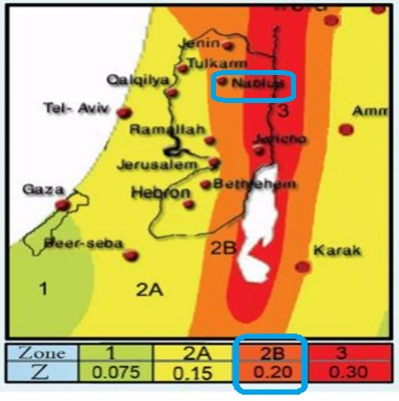 Jenin
Tulkarm
Qalqilya
Nablus
Tel- Aviv
3
Amm
Ramallah
Jericho
Jerusalem
Bethlehem
Gaza
Hebron
Beer-seba
2B
Karak
1
2A
Zone 1 2A 2B 3
Z 0.075 0.15 0.20 0.30